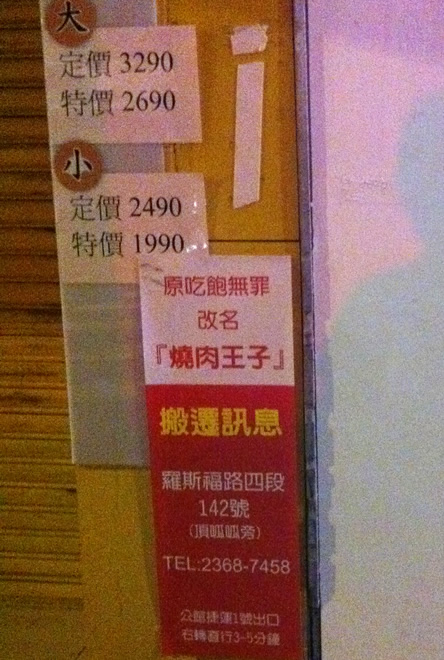 大
定價 3290
特價 2690
小
定價 2490
特價 1990
原吃飽無罪
改名
『燒肉王子』
搬遷訊息
羅斯福路四段
142號
(頂呱呱旁)
TEL:2368-7458
公館捷運1號出口
右轉直行3-5分鐘